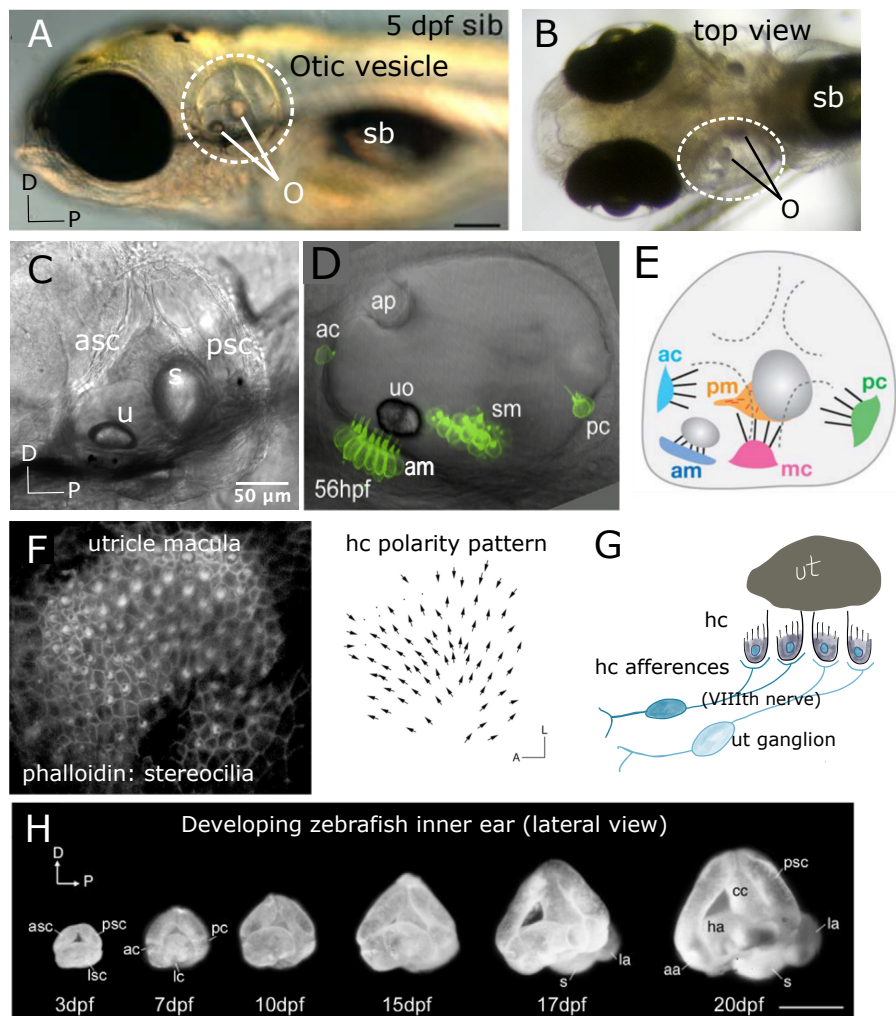 A
5 dpf sib
Otic vesicle
sb
O
D
P
B
top view
sb
O
C
asc
psc
s
u
D
P
50 µm
D
ap
ac
uo
sm
pc
am
56hpf
E
ac
pm
pc
am
mc
F
utricle macula
phalloidin: stereocilia
hc polarity pattern
L
A
G
ut
hc
hc afferences
(VIIIth nerve)
ut ganglion
H
Developing zebrafish inner ear (lateral view)
D
P
asc
psc
lsc
ac
pc
lc
la
s
psc
cc
ha
la
aa
s
3dpf
7dpf
10dpf
15dpf
17dpf
20dpf